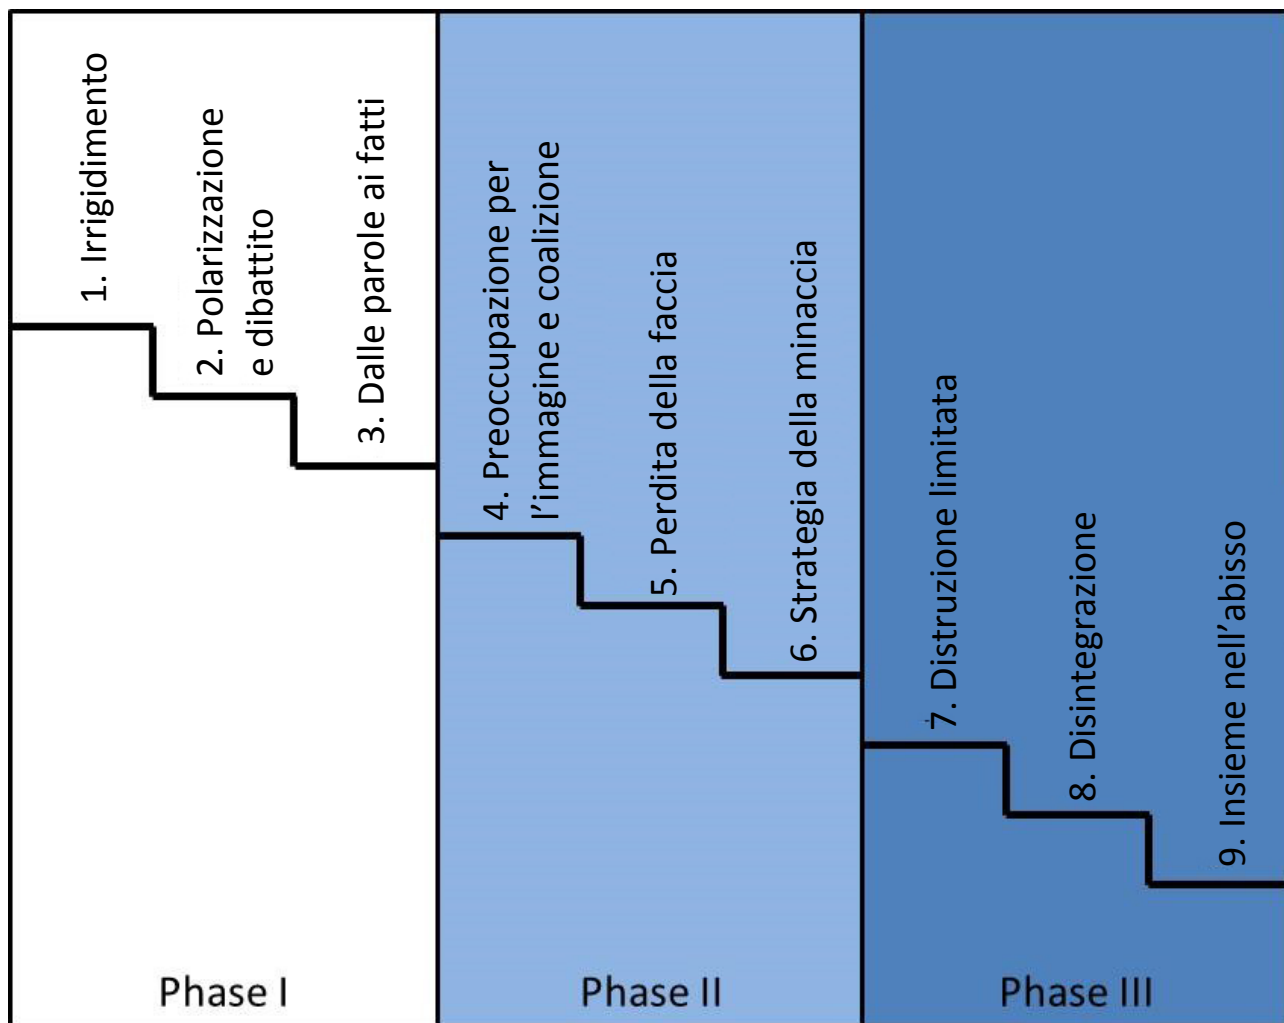 1. Irrigidimento
2. Polarizzazione
e dibattito
3. Dalle parole ai fatti
4. Preoccupazione per
l'immagine e coalizione
5. Perdita della faccia
6. Strategia della minaccia
7. Distruzione limitata
8. Disintegrazione
9. Insieme nell'abisso
Phase I
Phase II
Phase III